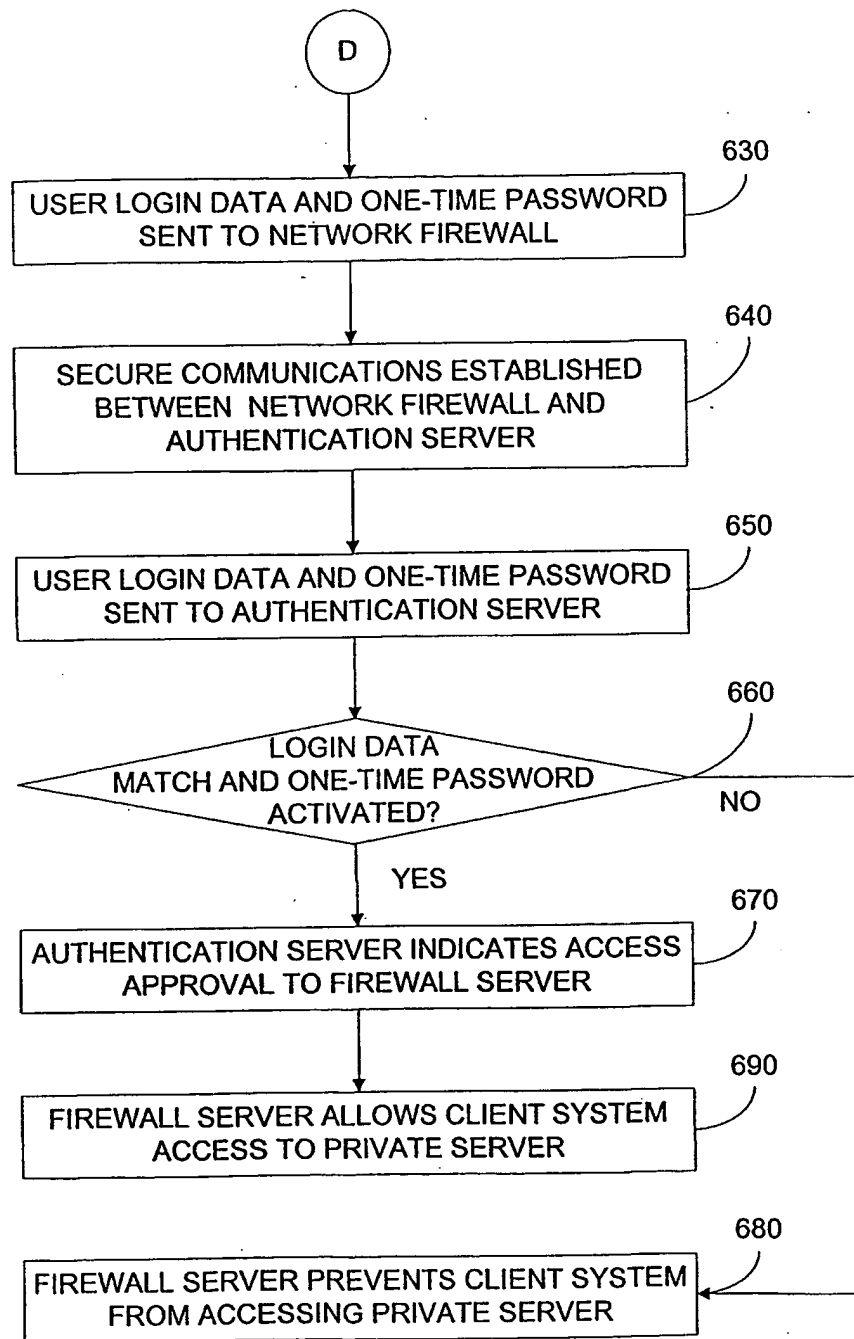 D
630
USER LOGIN DATA AND ONE-TIME PASSWORD
SENT TO NETWORK FIREWALL
640
SECURE COMMUNICATIONS ESTABLISHED
BETWEEN NETWORK FIREWALL AND
AUTHENTICATION SERVER
650
USER LOGIN DATA AND ONE-TIME PASSWORD
SENT TO AUTHENTICATION SERVER
660
LOGIN DATA
MATCH AND ONE-TIME PASSWORD
ACTIVATED?
NO
YES
670
AUTHENTICATION SERVER INDICATES ACCESS
APPROVAL TO FIREWALL SERVER
690
FIREWALL SERVER ALLOWS CLIENT SYSTEM
ACCESS TO PRIVATE SERVER
680
FIREWALL SERVER PREVENTS CLIENT SYSTEM
FROM ACCESSING PRIVATE SERVER